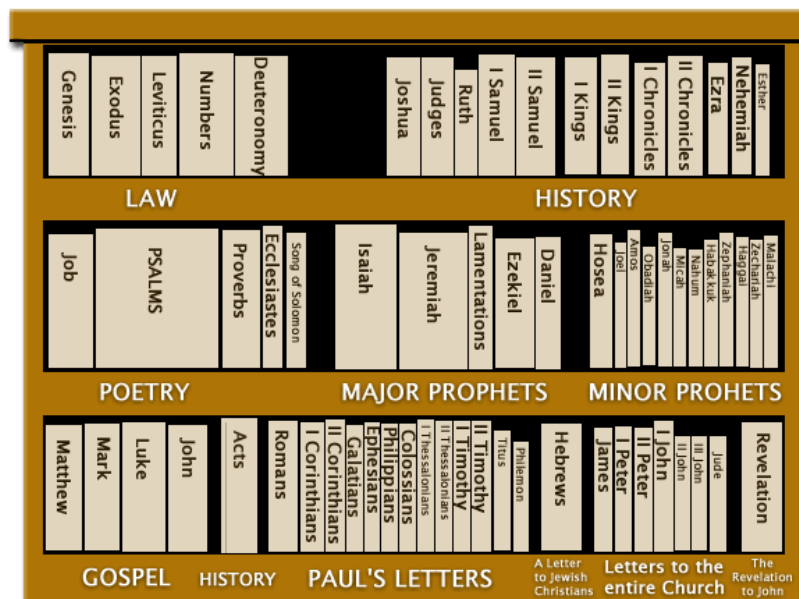 Genesis
Exodus
Leviticus
Numbers
Deuteronomy
Joshua
Judges
Ruth
I Samuel
II Samuel
I Kings
II Kings
I Chronicles
II Chronicles
Ezra
Nehemiah
Esther
LAW
HISTORY
Job
PSALMS
Proverbs
Ecclesiastes
Song of Solomon
Isaiah
Jeremiah
Lamentations
Ezekiel
Daniel
Hosea
Joel
Amos
Obadiah
Jonah
Micah
Nahum
Habakkuk
Zephaniah
Haggai
Zechariah
Malachi
POETRY
MAJOR PROPHETS
MINOR PROHETS
Matthew
Mark
Luke
John
Acts
Romans
I Corinthians
II Corinthians
Galatians
Ephesians
Philippians
Colossians
I Thessalonians
II Thessalonians
I Timothy
II Timothy
Titus
Philemon
Hebrews
James
I Peter
II Peter
I John
II John
III John
Jude
Revelation
GOSPEL
HISTORY
PAUL'S LETTERS
A Letter
to Jewish
Christians
Letters to the
entire Church
The
Revelation
to John